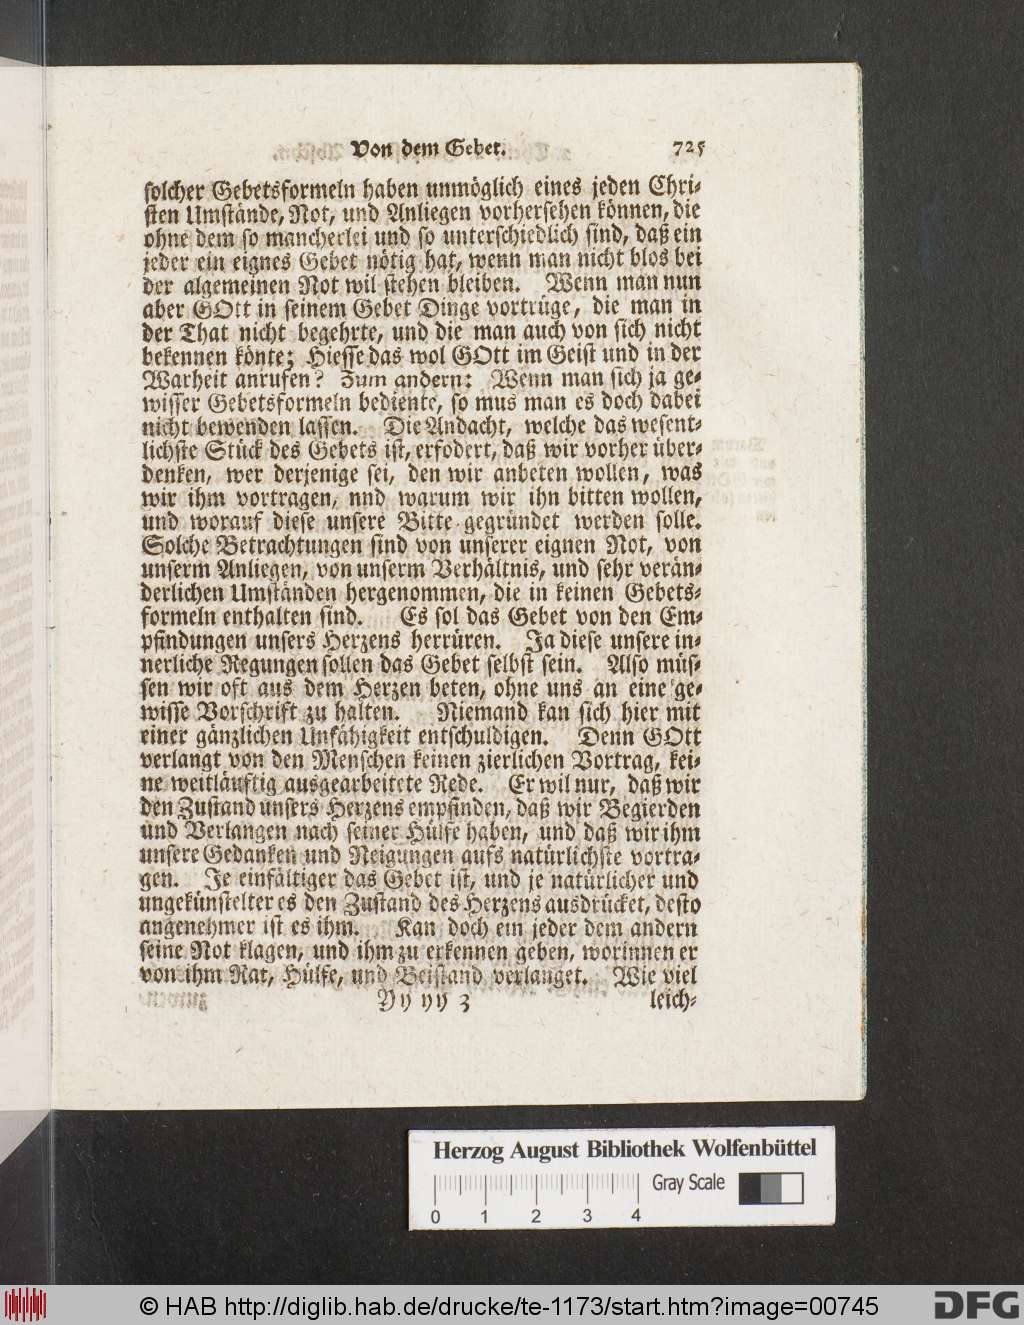 Von dem Gebet. 725
solcher Gebetsformeln haben unmöglich eines jeden Chri-
sten Umstände, Not, und Anliegen vorhersehen können, die
ohne dem so mancherlei und so unterschiedlich sind, daß ein
jeder ein eignes Gebet nötig hat, wenn man nicht blos bei
der algemeinen Not wil stehen bleiben. Wenn man nun
aber GOtt in seinem Gebet Dinge vortrüge, die man in
der That nicht begehrte, und die man auch von sich nicht
bekennen könte; Hiesse das wol GOtt im Geist und in der
Warheit anrufen? Zum andern: Wenn man sich ja ge-
wisser Gebetsformeln bediente, so mus man es doch dabei
nicht bewenden lassen. Die Andacht, welche das wesent-
lichste Stück des Gebets ist, erfodert, daß wir vorher über-
denken, wer derjenige sei, den wir anbeten wollen, was
wir ihm vortragen, nnd warum wir ihn bitten wollen,
und worauf diese unsere Bitte gegründet werden solle.
Solche Betrachtungen sind von unserer eignen Not, von
unserm Anliegen, von unserm Verhältnis, und sehr verän-
derlichen Umständen hergenommen, die in keinen Gebets-
formeln enthalten sind. Es sol das Gebet von den Em-
pfindungen unsers Herzens herrüren. Ja diese unsere in-
nerliche Regungen sollen das Gebet selbst sein. Also müs-
sen wir oft aus dem Herzen beten, ohne uns an eine ge-
wisse Vorschrift zu halten. Niemand kan sich hier mit
einer gänzlichen Unfähigkeit entschuldigen. Denn GOtt
verlangt von den Menschen keinen zierlichen Vortrag, kei-
ne weitläuftig ausgearbeitete Rede. Er wil nur, daß wir
den Zustand unsers Herzens empfinden, daß wir Begierden
und Verlangen nach seiner Hülfe haben, und daß wir ihm
unsere Gedanken und Neigungen aufs natürlichste vortra-
gen. Je einfältiger das Gebet ist, und je natürlicher und
ungekünstelter es den Zustand des Herzens ausdrücket, desto
angenehmer ist es ihm. Kan doch ein jeder dem andern
seine Not klagen, und ihm zu erkennen geben, worinnen er
von ihm Rat, Hülfe, und Beistand verlanget. Wie viel
Yy yy 3 leich-
Herzog August Bibliothek Wolfenbüttel
Gray Scale
0 1 2 3 4
© HAB http://diglib.hab.de/drucke/te-1173/start.htm?image=00745
DFG